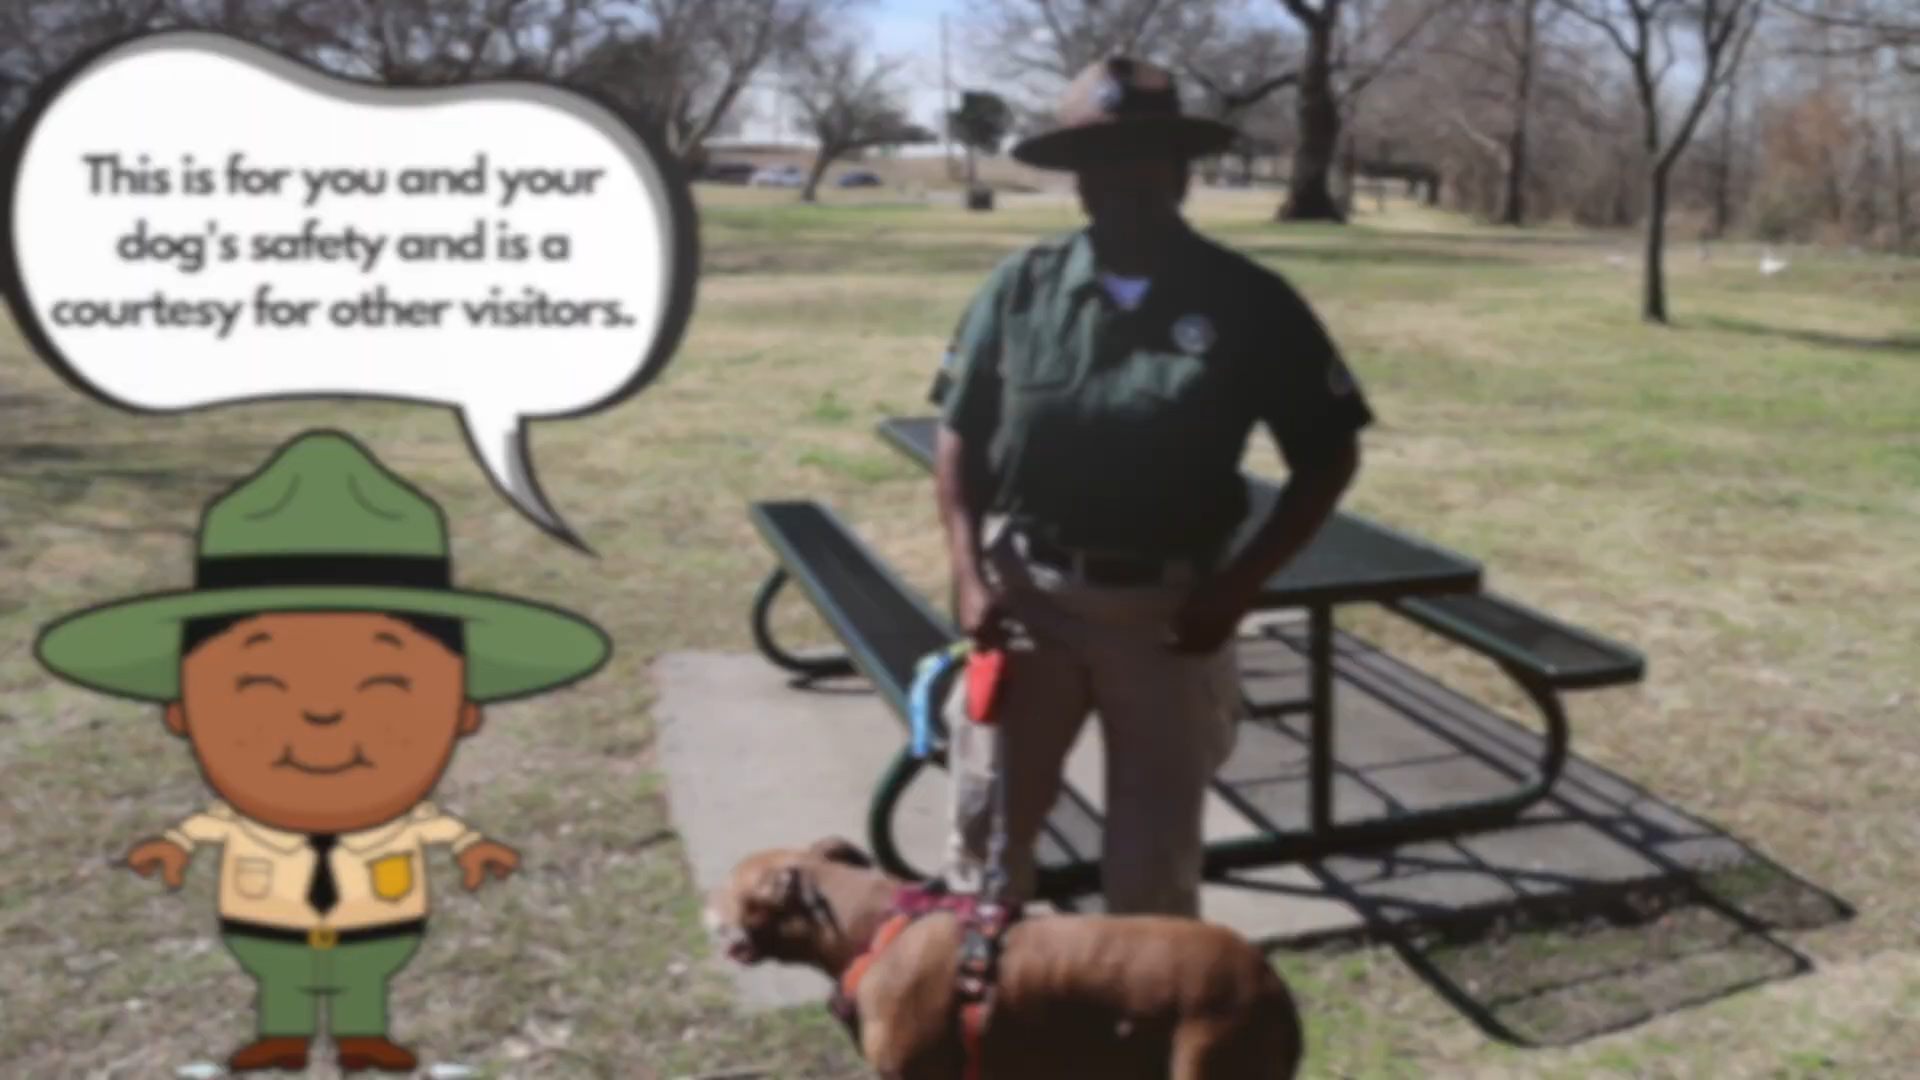 This is for you and your
dog's safety and is a
courtesy for other visitors.